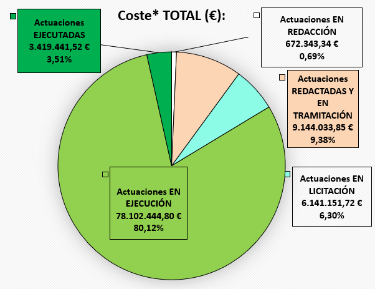 Coste* TOTAL (€):
Actuaciones
EJECUTADAS
3.419.441,52 €
3,51%
Actuaciones EN
REDACCIÓN
672.343,34 €
0,69%
Actuaciones
REDACTADAS Y
EN
TRAMITACIÓN
9.144.033,85 €
9,38%
Actuaciones EN
LICITACIÓN
6.141.151,72 €
6,30%
Actuaciones EN
EJECUCIÓN
78.102.444,80 €
80,12%